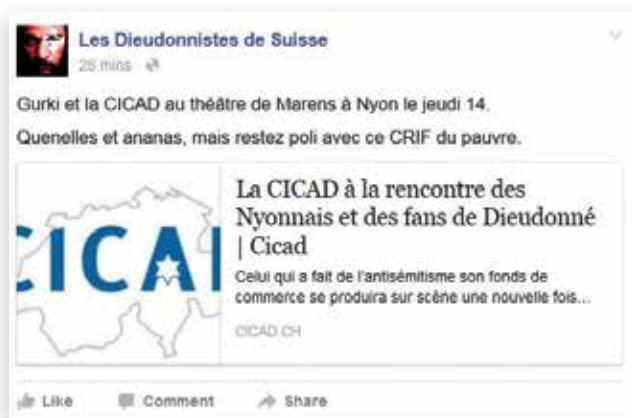 Les Dieudonnistes de Suisse
28 mins
Gurki et la CICAD au théâtre de Marens à Nyon le jeudi 14.
Quenelles et ananas, mais restez poli avec ce CRIF du pauvre.
CICAD
La CICAD à la rencontre des
Nyonnais et des fans de Dieudonné
| Cicad
Celui qui a fait de l'antisémitisme son fonds de
commerce se produira sur scène une nouvelle fois...
CICAD.CH
Like Comment Share